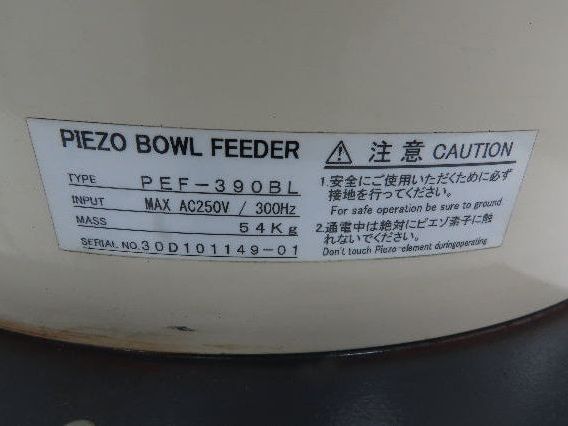 PIEZO BOWL FEEDER
TYPE PEF-390BL
INPUT MAX AC250V / 300Hz
MASS 54Kg
SERIAL NO. 30D101149-01
⚠ 注意 CAUTION
1.安全にご使用いただくために必ず
接地を行ってください。
For safe operation be sure to ground
2.通電中は絶対にピエゾ素子に触
れないでください。
Don't touch Piezo-element duringoperating